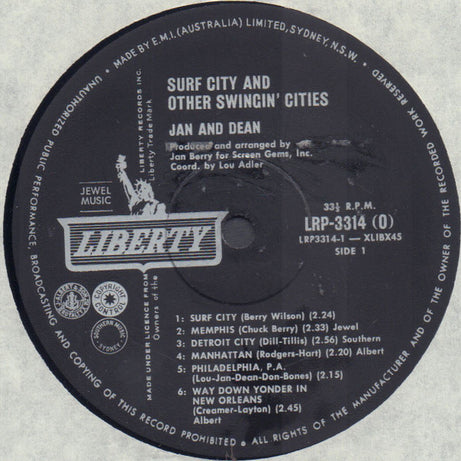 MADE BY E.M.I.(AUSTRALIA) LIMITED, SYDNEY, N.S.W. •
ALL RIGHTS OF THE MANUFACTURER AND OF THE OWNER OF THE RECORDED WORK RESERVED •
UNAUTHORIZED PUBLIC PERFORMANCE, BROADCASTING AND COPYING OF THIS RECORD PROHIBITED •
SURF CITY AND
OTHER SWINGIN' CITIES
JAN AND DEAN
Produced and arranged by
Jan Berry for Screen Gems, Inc.
Coord. by Lou Adler
LIBERTY RECORDS INC.
Liberty Trade Mark
MADE UNDER LICENCE FROM
Owners of the
JEWEL
MUSIC
LIBERTY
33⅓ R.P.M.
LRP-3314 (O)
LRP3314-1 — XLIBX45
SIDE 1
COPYRIGHT
CONTROL
SOUTHERN MUSIC
SYDNEY
1: SURF CITY (Berry Wilson) (2.24)
2: MEMPHIS (Chuck Berry) (2.33) Jewel
3: DETROIT CITY (Dill-Tillis) (2.56) Southern
4: MANHATTAN (Rodgers-Hart) (2.20) Albert
5: PHILADELPHIA, P.A.
(Lou-Jan-Dean-Don-Bones) (2.15)
6: WAY DOWN YONDER IN
NEW ORLEANS
(Creamer-Layton) (2.45)
Albert